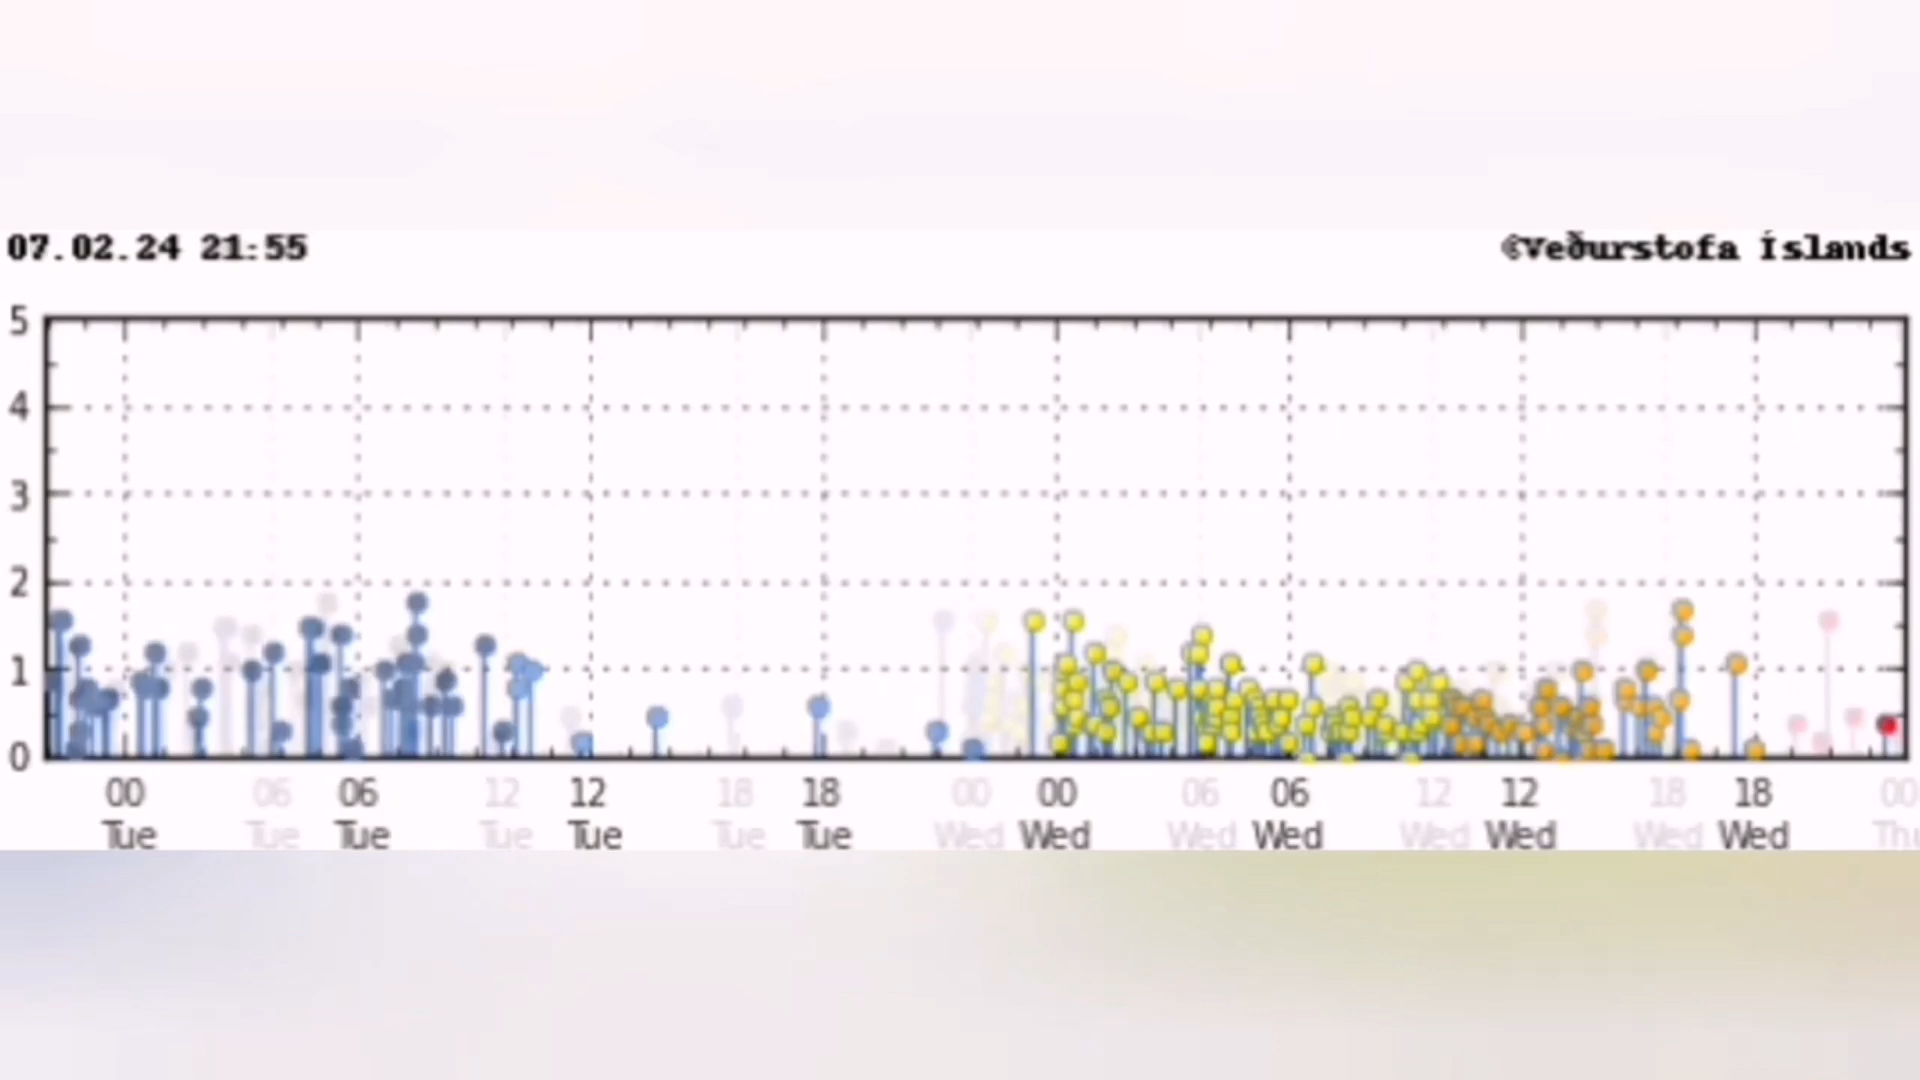 07.02.24 21:55
©Veðurstofa Íslands
5
4
3
2
1
0
00 06 06 12 12 18 18 00 00 06 06 12 12 18 18 00
Tue Tue Tue Tue Tue Tue Tue Wed Wed Wed Wed Wed Wed Wed Wed Thu